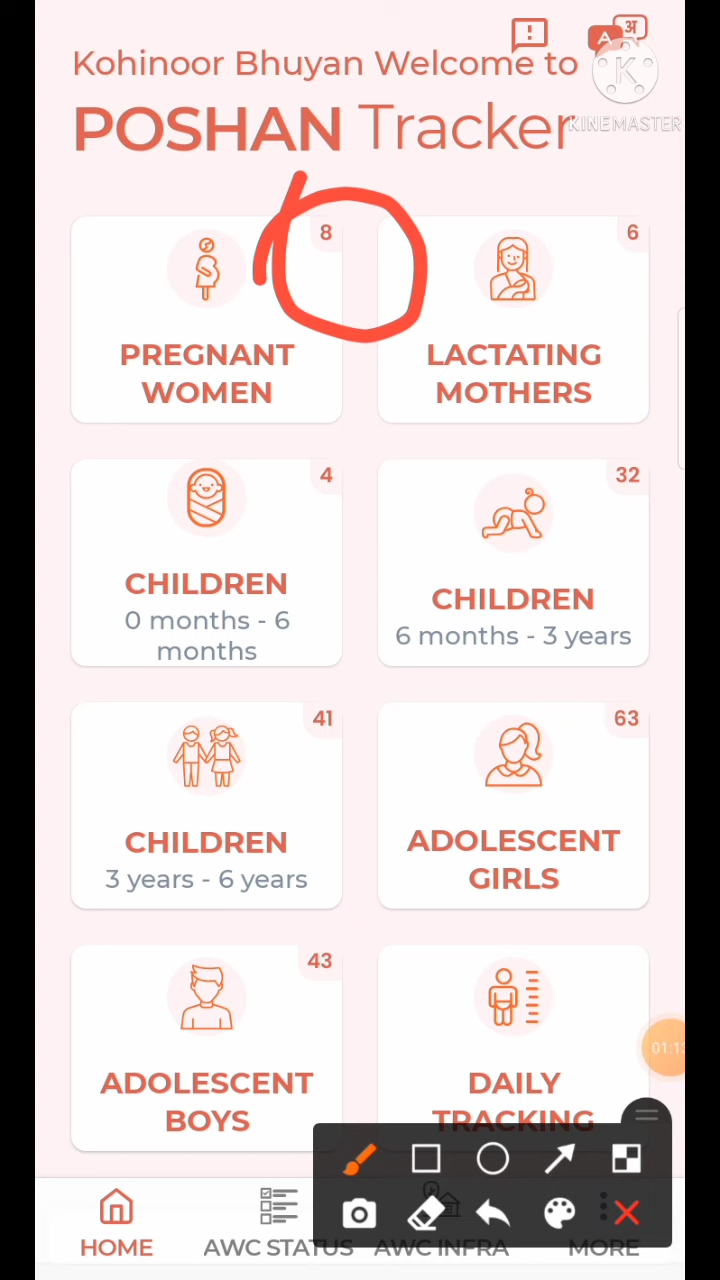 Kohinoor Bhuyan Welcome to
POSHAN Tracker
A अ
K
KINEMASTER
8
PREGNANT
WOMEN
6
LACTATING
MOTHERS
4
CHILDREN
0 months - 6
months
32
CHILDREN
6 months - 3 years
41
CHILDREN
3 years - 6 years
63
ADOLESCENT
GIRLS
43
ADOLESCENT
BOYS
DAILY
TRACKING
HOME
AWC STATUS
AWC INFRA
MORE